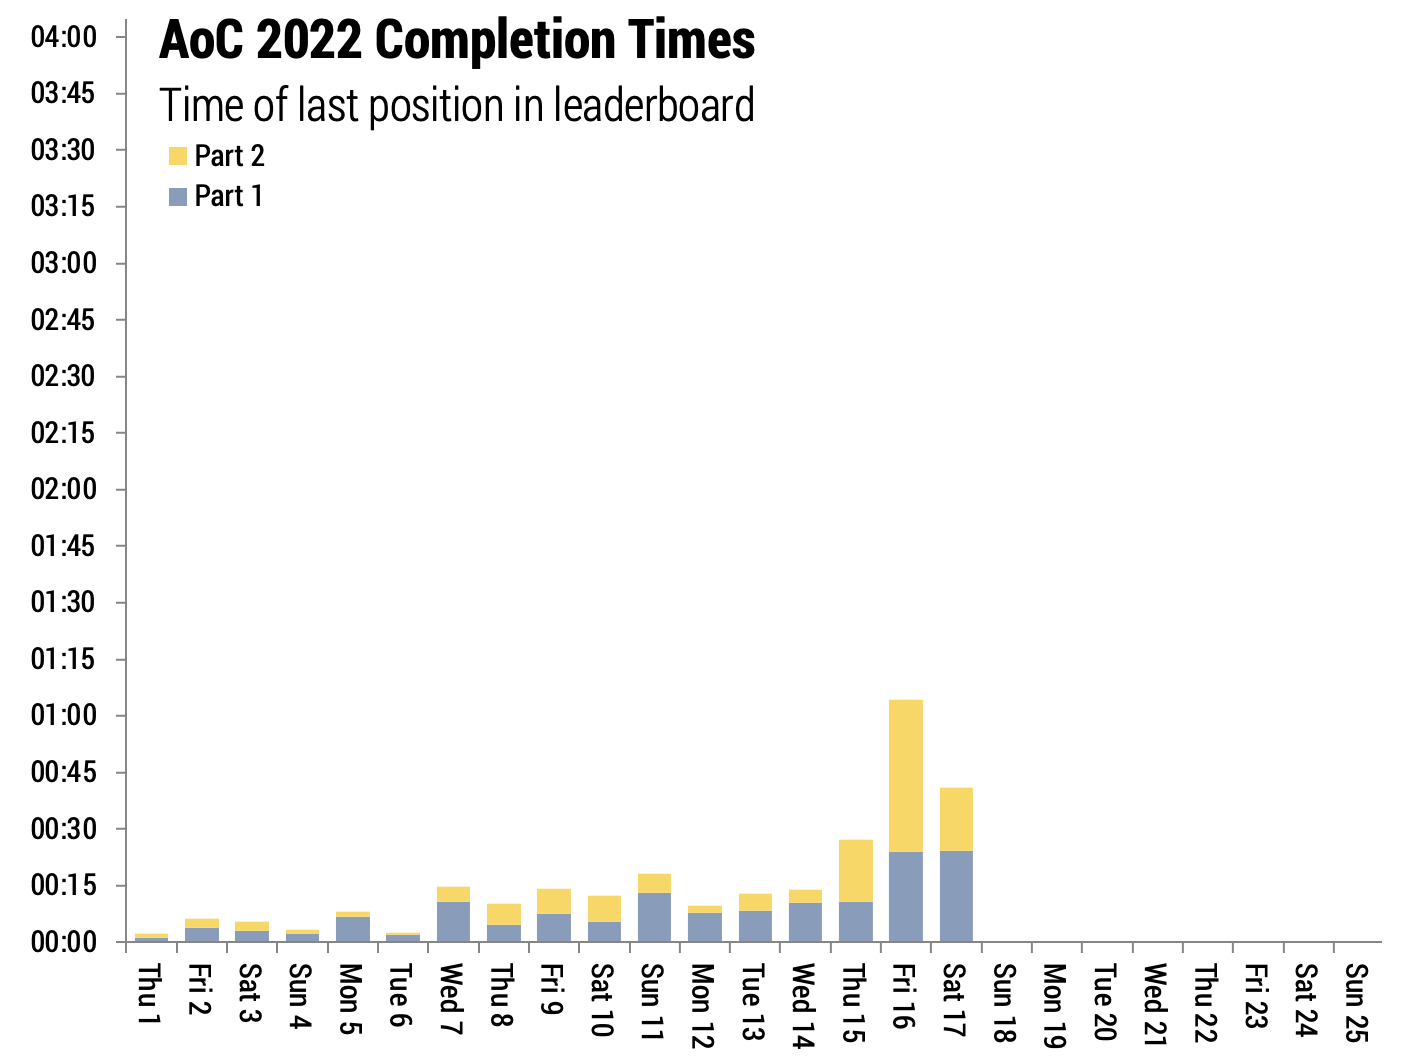 AoC 2022 Completion Times
Time of last position in leaderboard
Part 2
Part 1
04:00
03:45
03:30
03:15
03:00
02:45
02:30
02:15
02:00
01:45
01:30
01:15
01:00
00:45
00:30
00:15
00:00
Thu 1
Fri 2
Sat 3
Sun 4
Mon 5
Tue 6
Wed 7
Thu 8
Fri 9
Sat 10
Sun 11
Mon 12
Tue 13
Wed 14
Thu 15
Fri 16
Sat 17
Sun 18
Mon 19
Tue 20
Wed 21
Thu 22
Fri 23
Sat 24
Sun 25